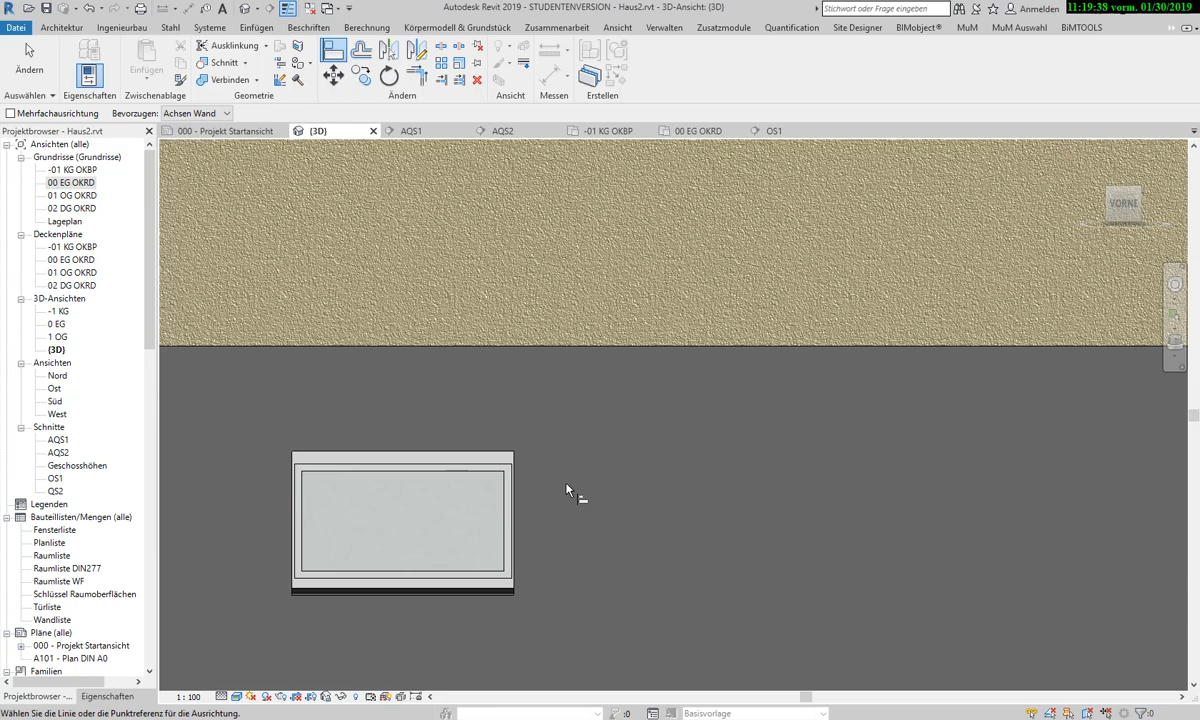 Autodesk Revit 2019 - STUDENTENVERSION - Haus2.rvt - 3D-Ansicht: {3D}
Stichwort oder Frage eingeben
Anmelden
11:19:38 vorm. 01/30/2019
Datei Architektur Ingenieurbau Stahl Systeme Einfügen Beschriften Berechnung Körpermodell & Grundstück Zusammenarbeit Ansicht Verwalten Zusatzmodule Quantification Site Designer BIMobject® MuM MuM Auswahl BiMTOOLS
Ausklinkung
Schnitt
Verbinden
Ändern
Einfügen
Auswählen Eigenschaften Zwischenablage Geometrie Ändern Ansicht Messen Erstellen
Mehrfachausrichtung Bevorzugen: Achsen Wand
Projektbrowser - Haus2.rvt
000 - Projekt Startansicht {3D} AQS1 AQS2 -01 KG OKBP 00 EG OKRD OS1
Ansichten (alle)
Grundrisse (Grundrisse)
-01 KG OKBP
00 EG OKRD
01 OG OKRD
02 DG OKRD
Lageplan
Deckenpläne
-01 KG OKBP
00 EG OKRD
01 OG OKRD
02 DG OKRD
3D-Ansichten
-1 KG
0 EG
1 OG
{3D}
Ansichten
Nord
Ost
Süd
West
Schnitte
AQS1
AQS2
Geschosshöhen
OS1
QS2
Legenden
Bauteillisten/Mengen (alle)
Fensterliste
Planliste
Raumliste
Raumliste DIN277
Raumliste WF
Schlüssel Raumoberflächen
Türliste
Wandliste
Pläne (alle)
000 - Projekt Startansicht
A101 - Plan DIN A0
Familien
VORNE
Projektbrowser -... Eigenschaften
1 : 100
Wählen Sie die Linie oder die Punktreferenz für die Ausrichtung.
:0
Basisvorlage
:0